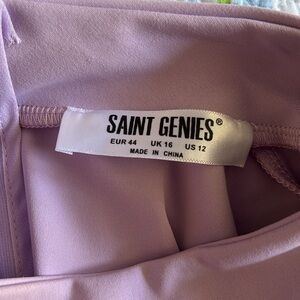 SAINT GENIES®
EUR 44 UK 16 US 12
MADE IN CHINA